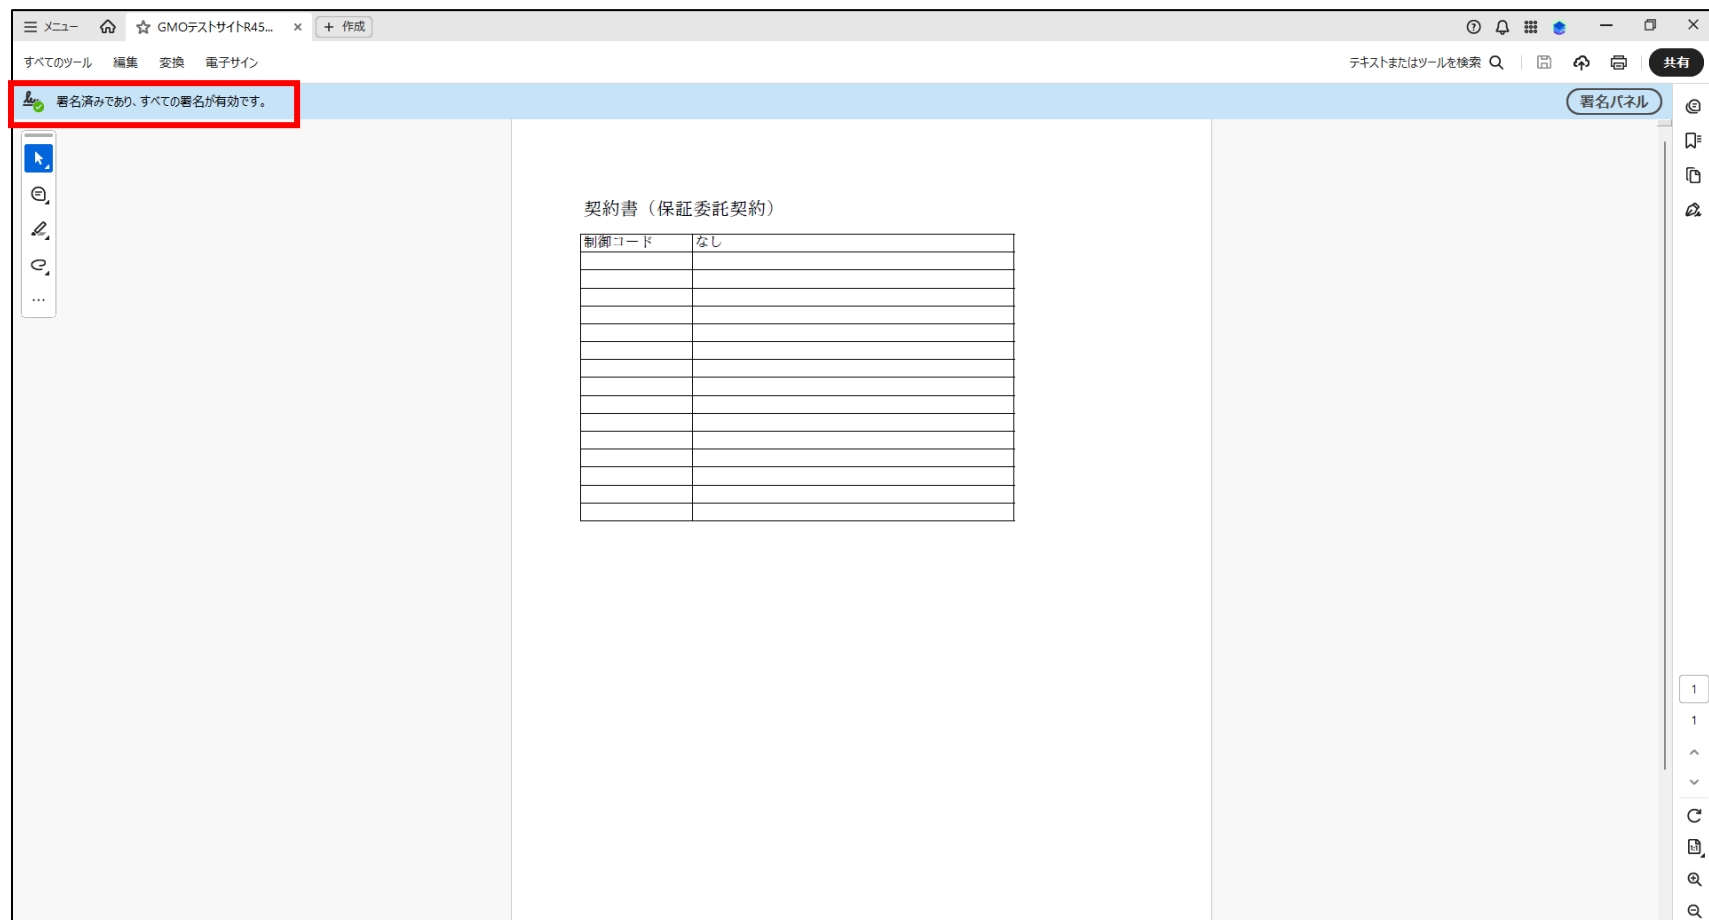 メニュー
GMOテストサイトR45...
+ 作成
すべてのツール 編集 変換 電子サイン
テキストまたはツールを検索
共有
署名済みであり、すべての署名が有効です。
署名パネル
契約書（保証委託契約）
制御コード なし
1
1